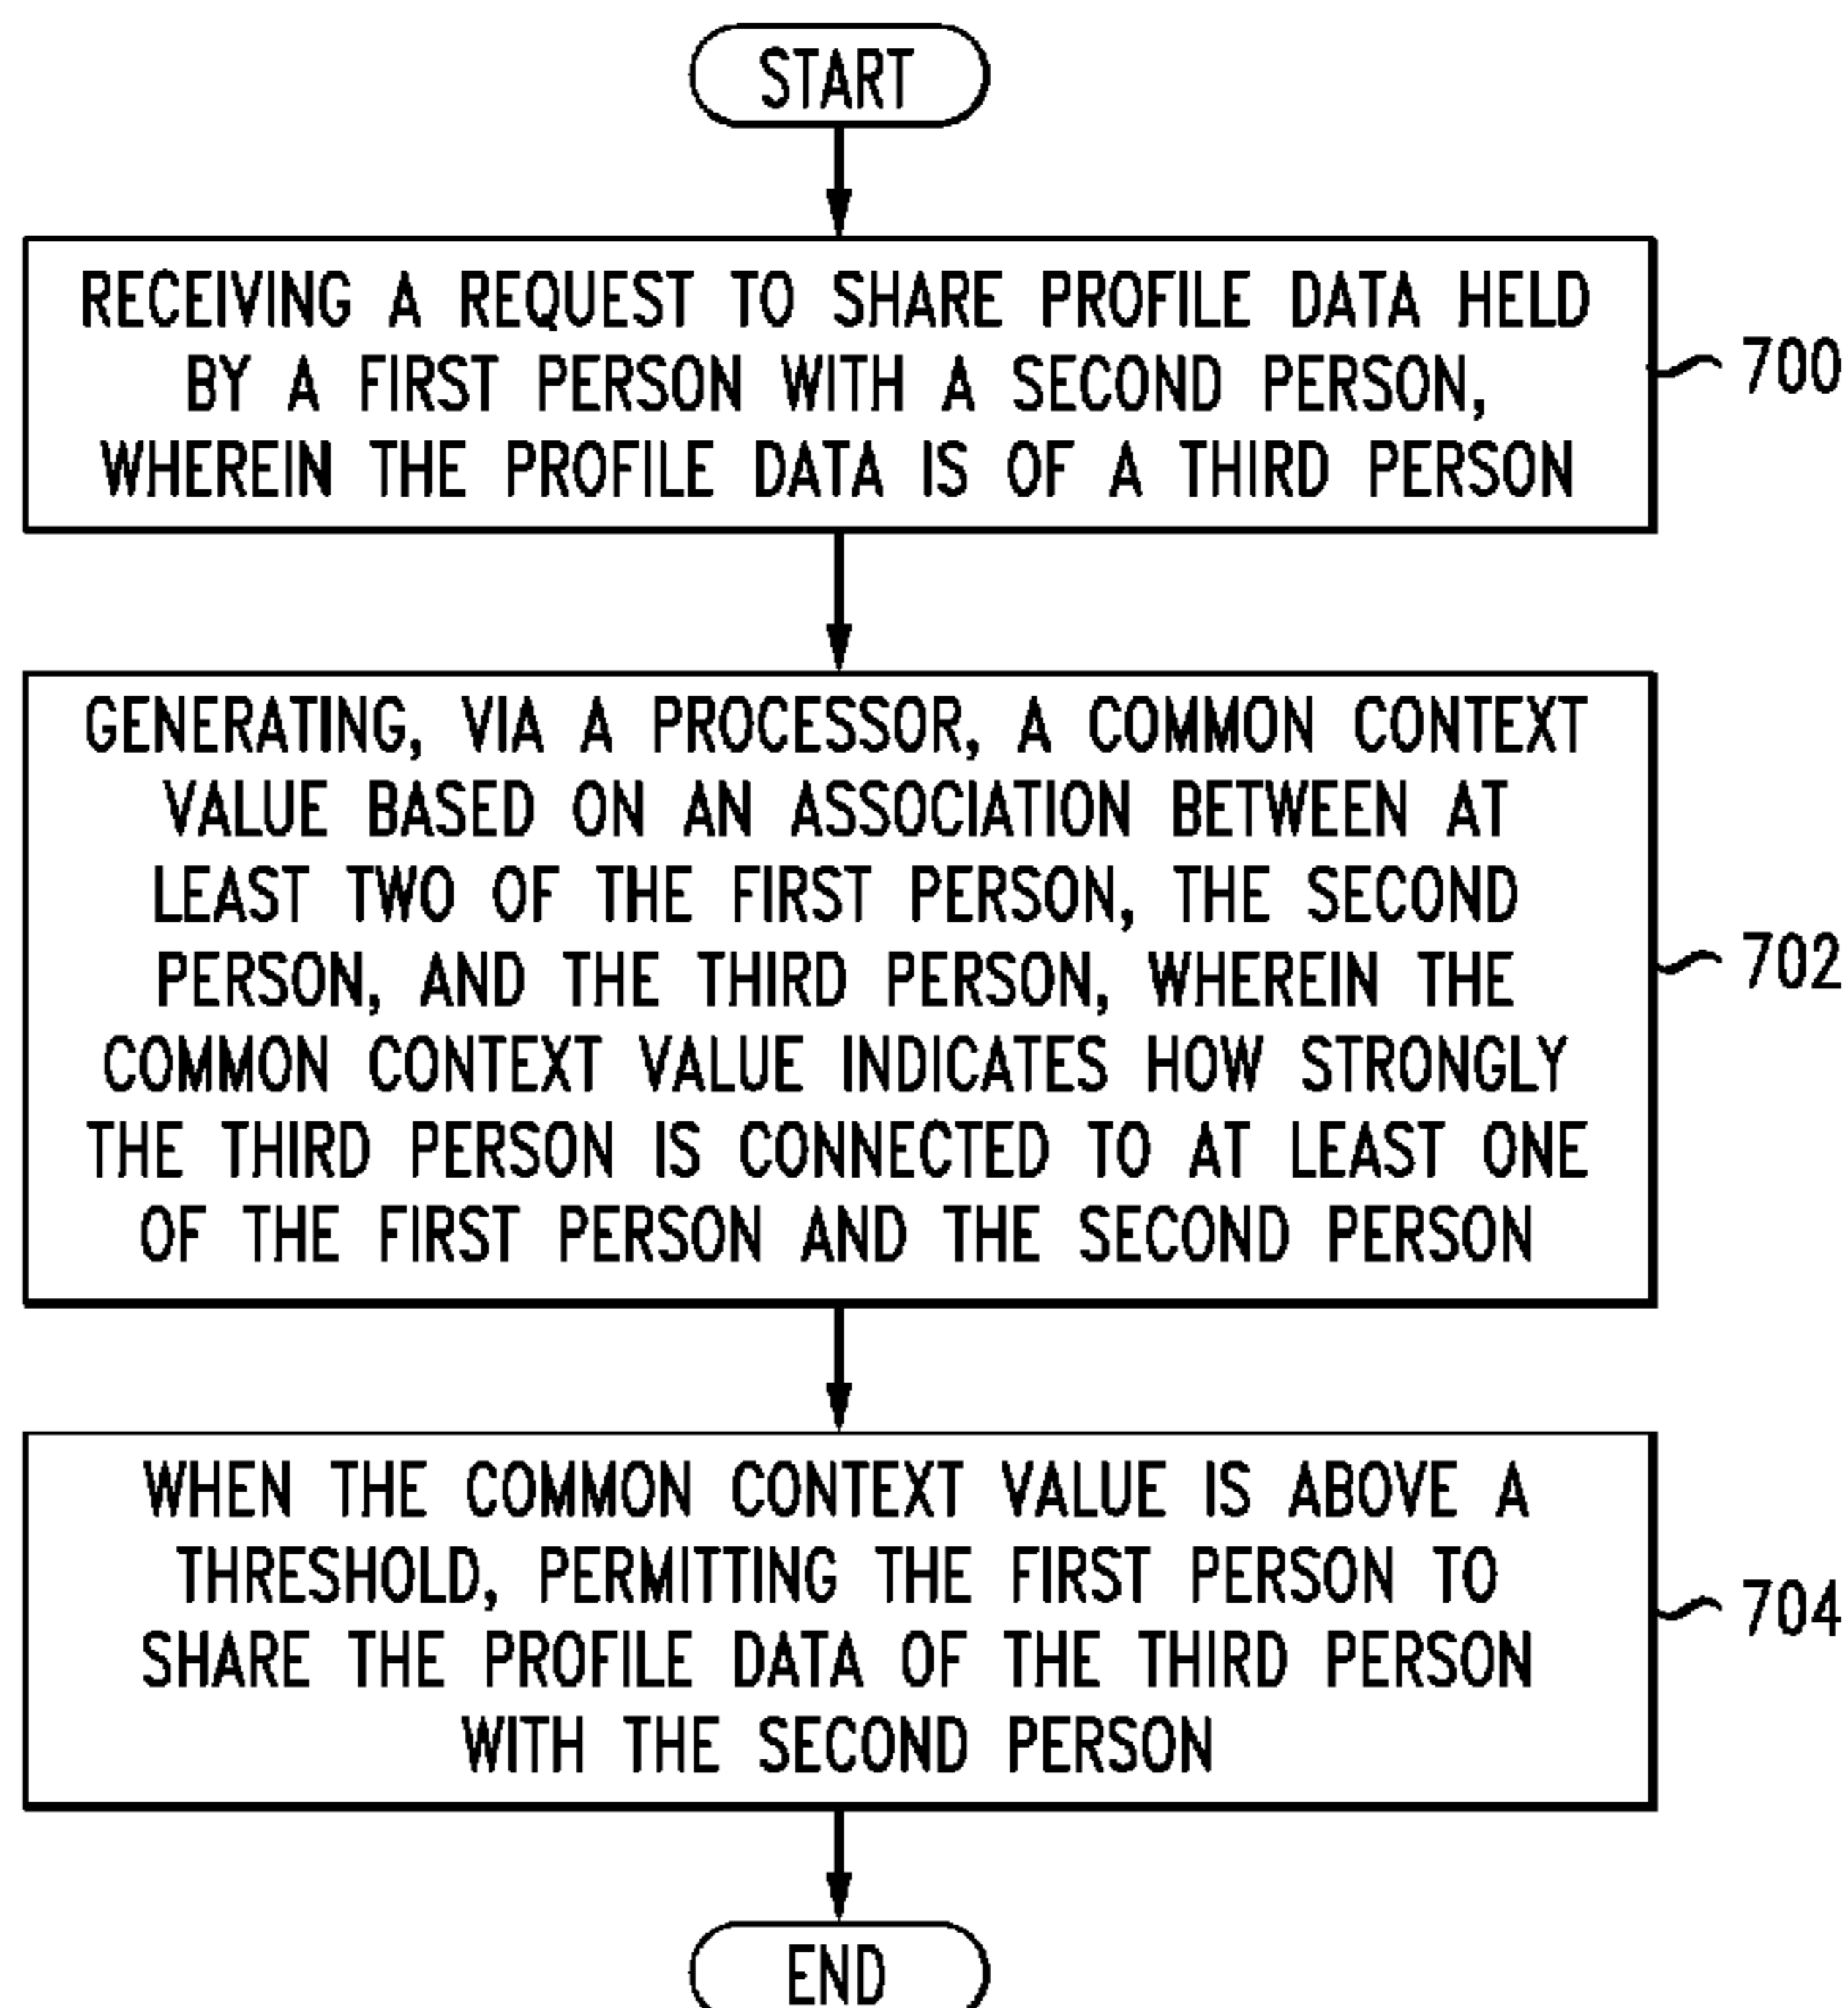 START
RECEIVING A REQUEST TO SHARE PROFILE DATA HELD
BY A FIRST PERSON WITH A SECOND PERSON,
WHEREIN THE PROFILE DATA IS OF A THIRD PERSON
700
GENERATING, VIA A PROCESSOR, A COMMON CONTEXT
VALUE BASED ON AN ASSOCIATION BETWEEN AT
LEAST TWO OF THE FIRST PERSON, THE SECOND
PERSON, AND THE THIRD PERSON, WHEREIN THE
COMMON CONTEXT VALUE INDICATES HOW STRONGLY
THE THIRD PERSON IS CONNECTED TO AT LEAST ONE
OF THE FIRST PERSON AND THE SECOND PERSON
702
WHEN THE COMMON CONTEXT VALUE IS ABOVE A
THRESHOLD, PERMITTING THE FIRST PERSON TO
SHARE THE PROFILE DATA OF THE THIRD PERSON
WITH THE SECOND PERSON
704
END